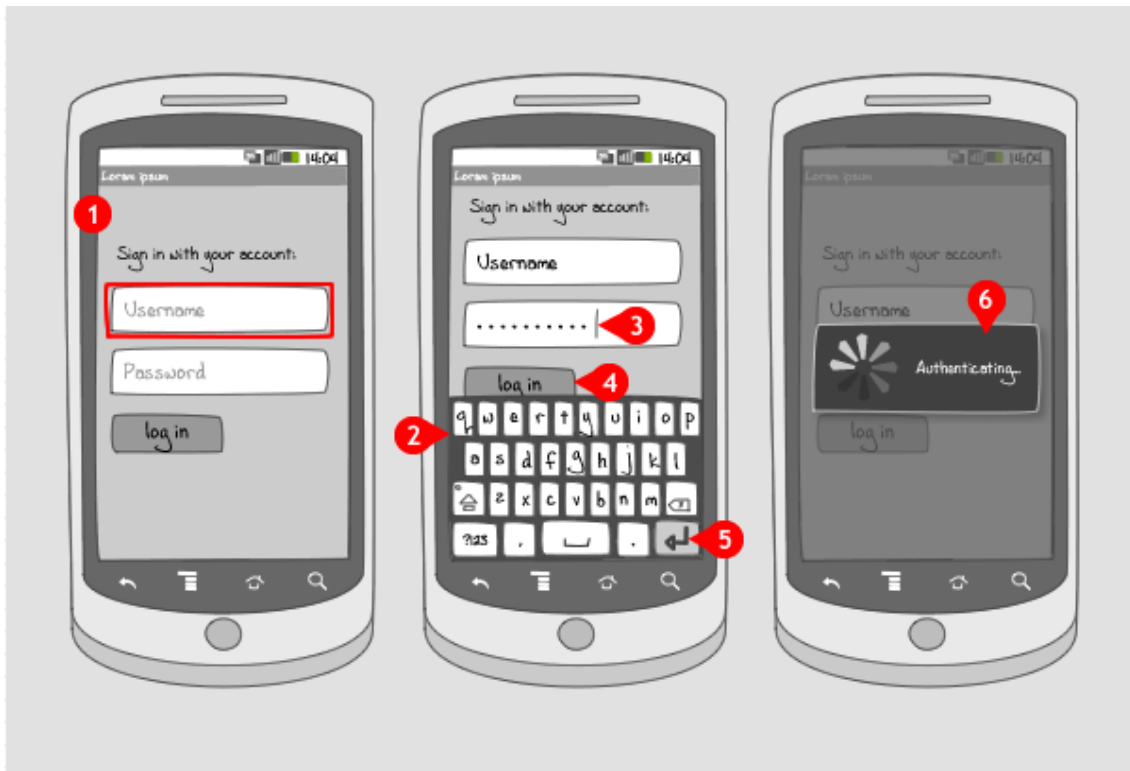 14:04
Lorem ipsum
1
Sign in with your account:
Username
Password
log in
14:04
Lorem ipsum
Sign in with your account:
Username
..........
3
log in
4
2
q w e r t y u i o p
a s d f g h j k l
z x c v b n m
?123 , .
5
14:04
Lorem ipsum
Sign in with your account:
6
Username
Authenticating...
log in